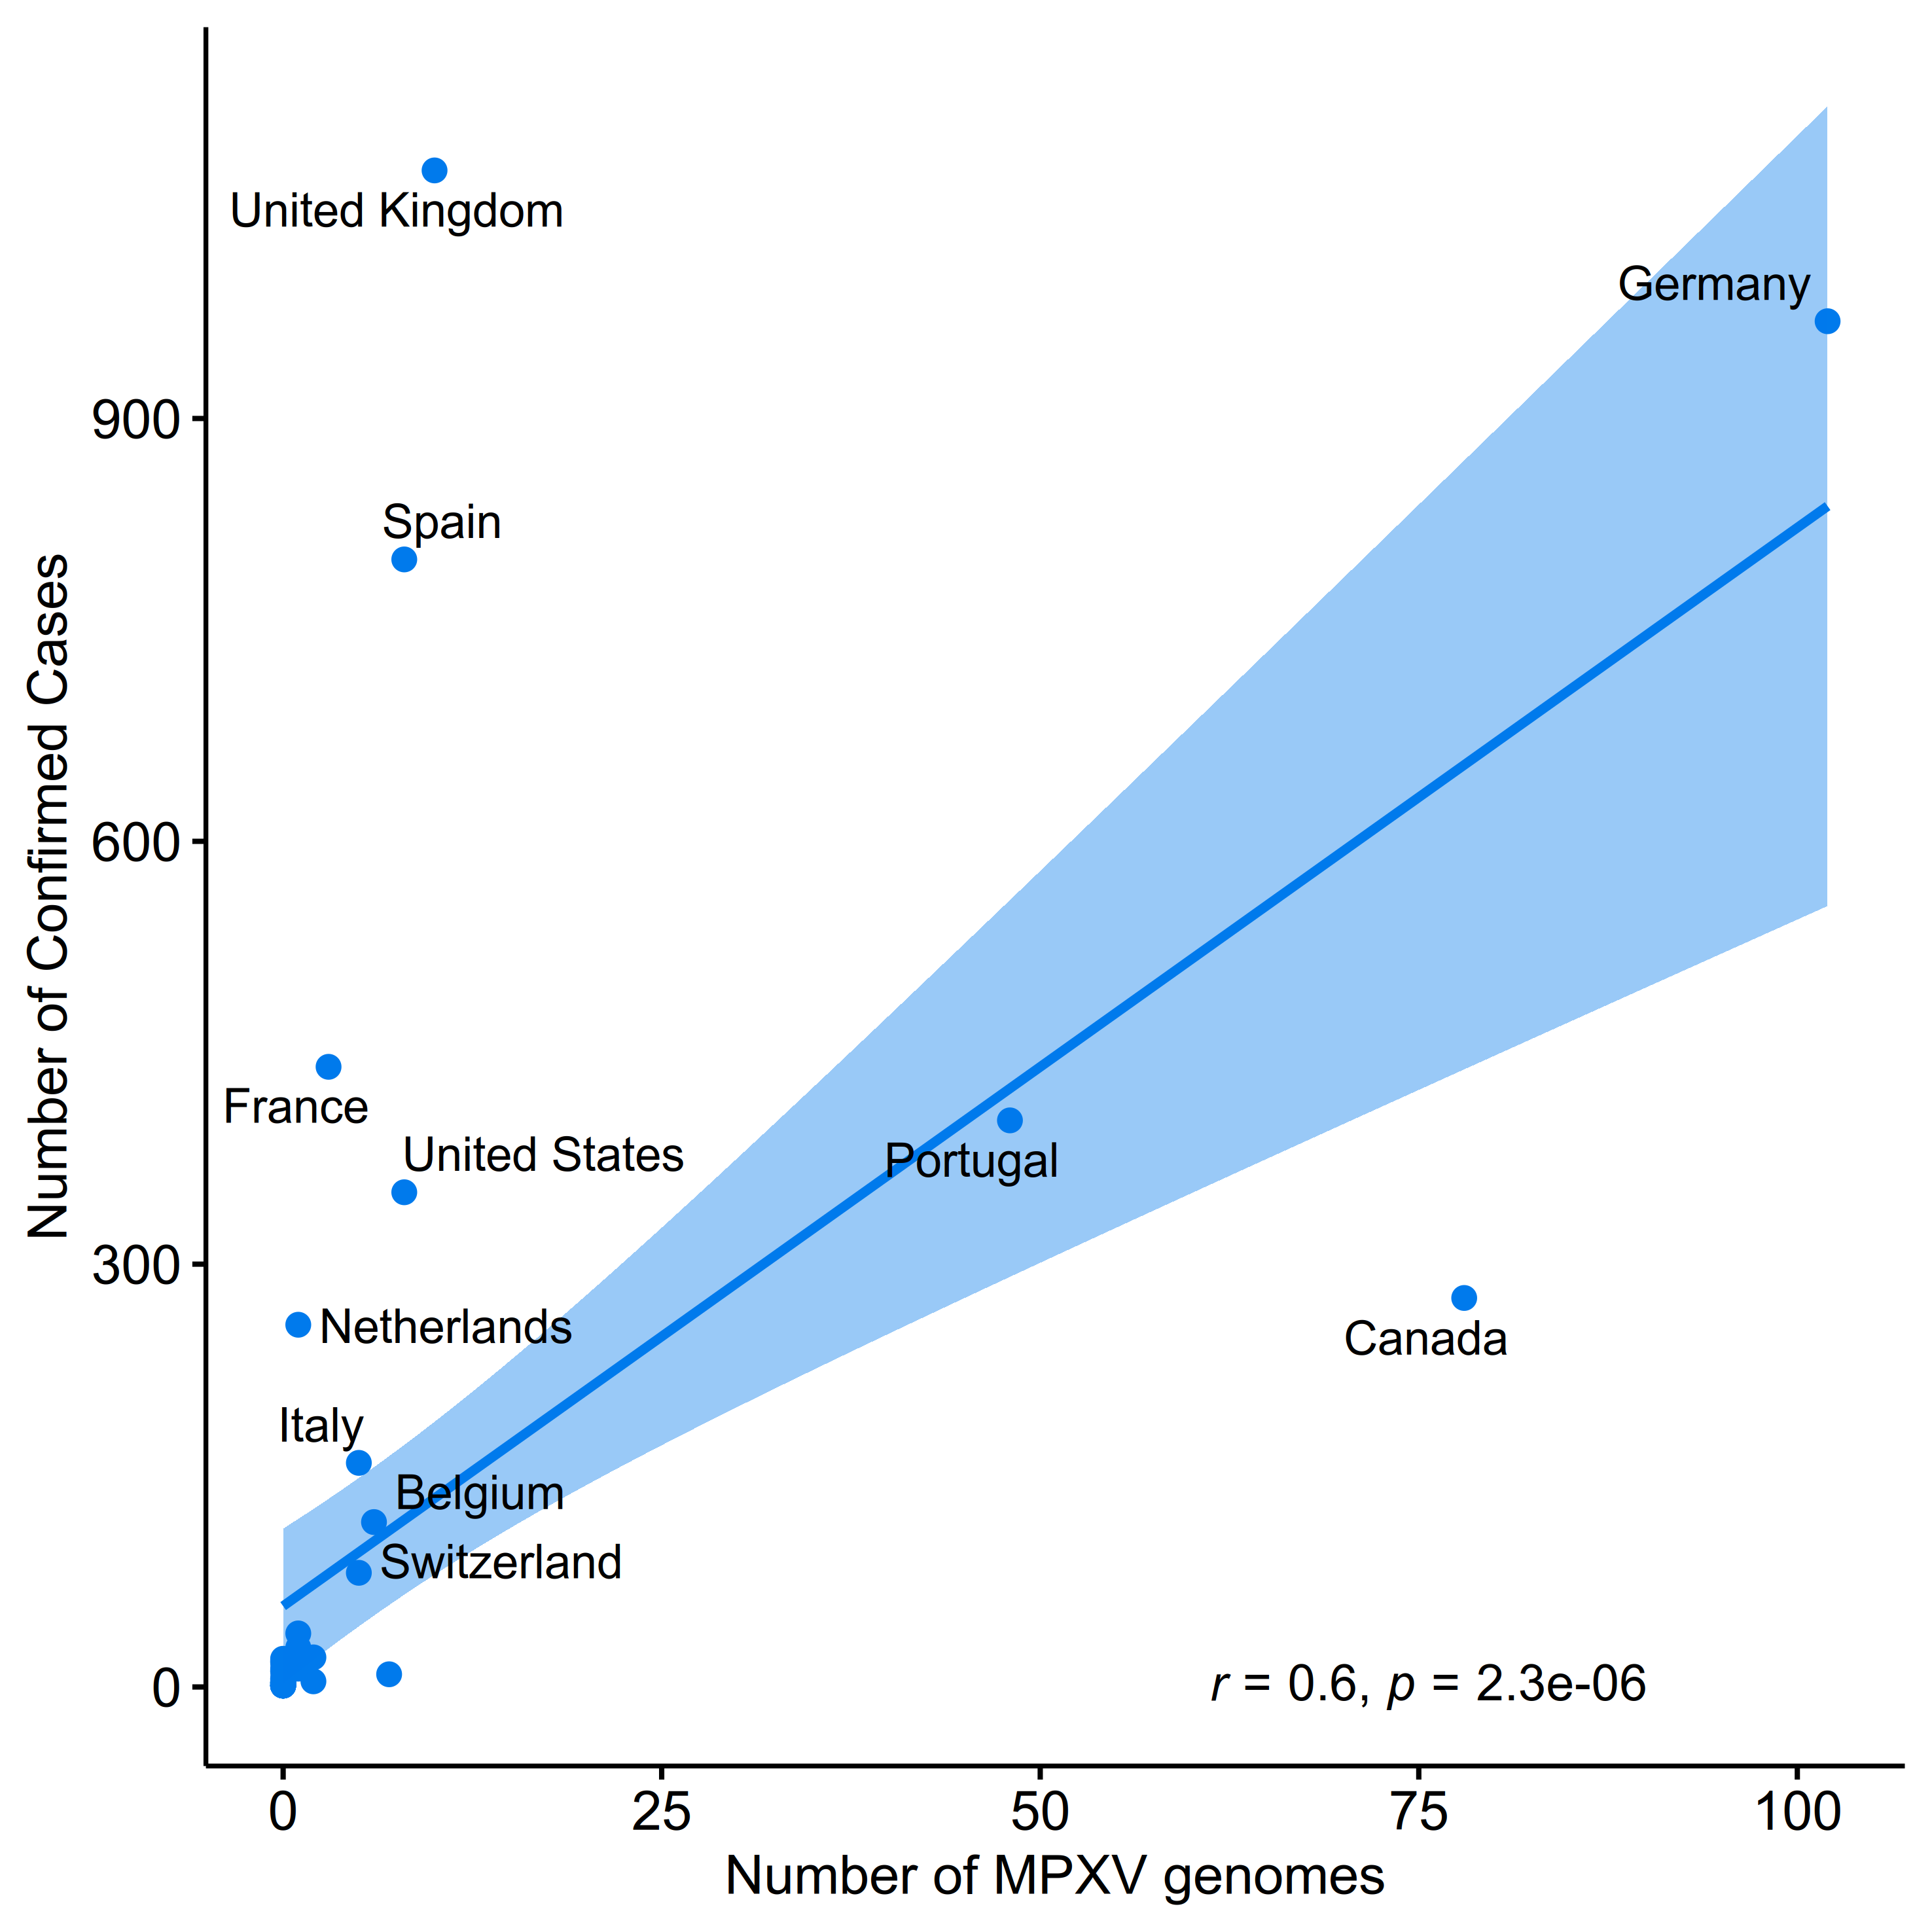 United Kingdom
Germany
900
Spain
600
Number of Confirmed Cases
France
United States
Portugal
300
Netherlands
Canada
Italy
Belgium
Switzerland
0
r = 0.6, p = 2.3e-06
0 25 50 75 100
Number of MPXV genomes